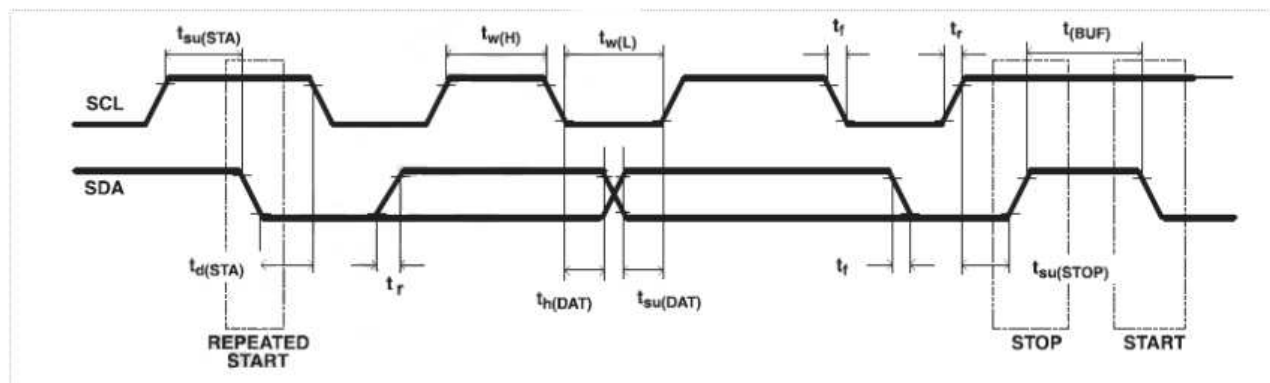 tsu(STA)
tw(H)
tw(L)
tf
tr
t(BUF)
SCL
SDA
td(STA)
tr
th(DAT)
tsu(DAT)
tf
tsu(STOP)
REPEATED
START
STOP
START